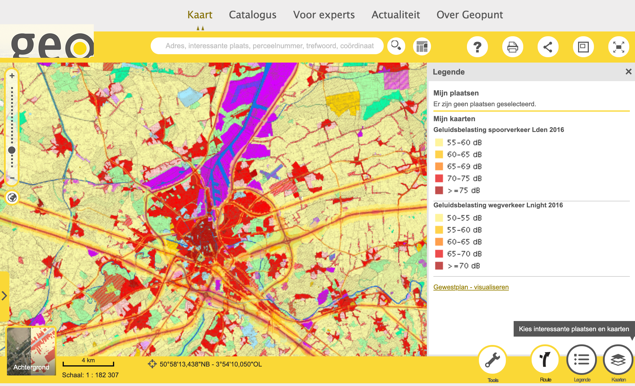 Kaart Catalogus Voor experts Actualiteit Over Geopunt
geo
Adres, interessante plaats, perceelnummer, trefwoord, coördinaat
?
Legende
Mijn plaatsen
Er zijn geen plaatsen geselecteerd.
Mijn kaarten
Geluidsbelasting spoorverkeer Lden 2016
55-60 dB
60-65 dB
65-69 dB
70-75 dB
>=75 dB
Geluidsbelasting wegverkeer Lnight 2016
50-55 dB
55-60 dB
60-65 dB
65-70 dB
>=70 dB
Gewestplan - visualiseren
Kies interessante plaatsen en kaarten
Achtergrond
4 km
Schaal: 1 : 182 307
50°58'13,438"NB - 3°54'10,050"OL
Tools
Route
Legende
Kaarten